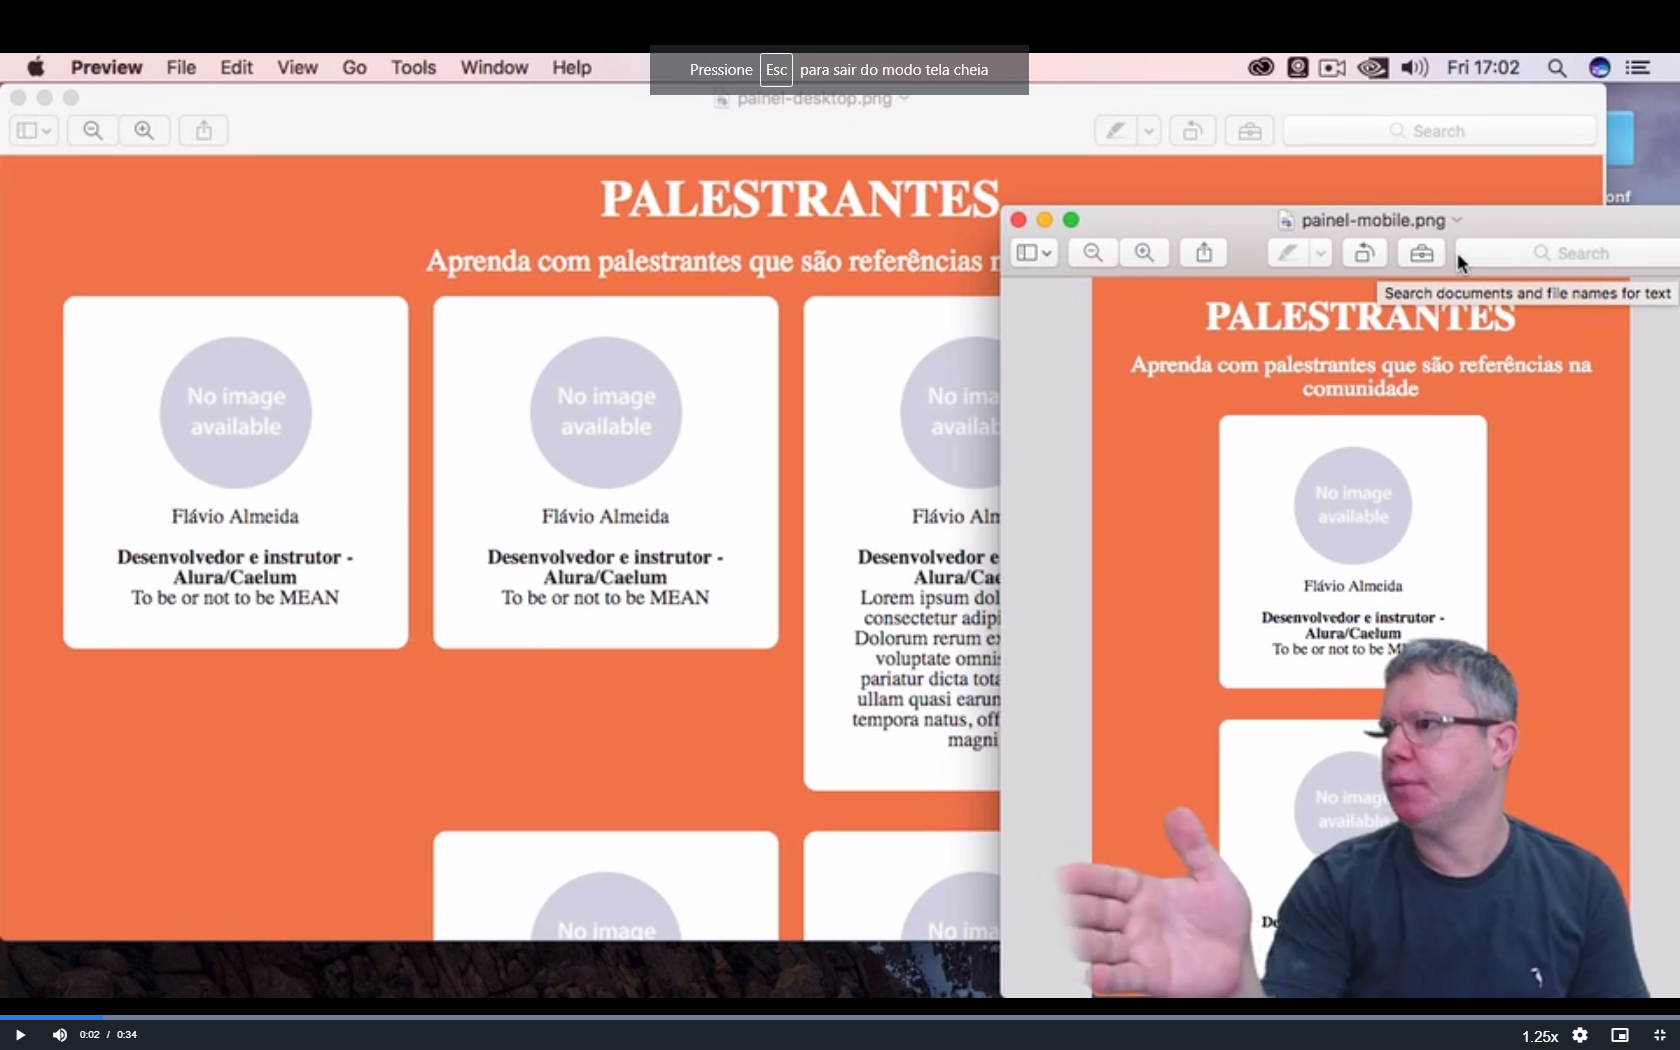 Preview File Edit View Go Tools Window Help
Pressione Esc para sair do modo tela cheia
Fri 17:02
painel-desktop.png
Search
PALESTRANTES
Aprenda com palestrantes que são referências
No image
available
Flávio Almeida
Desenvolvedor e instrutor -
Alura/Caelum
To be or not to be MEAN
No image
available
Flávio Almeida
Desenvolvedor e instrutor -
Alura/Caelum
To be or not to be MEAN
No ima
availab
Flávio Alm
Desenvolvedor e
Alura/Cae
Lorem ipsum dol
consectetur adipi
Dolorum rerum ex
voluptate omnis
pariatur dicta tota
ullam quasi earun
tempora natus, off
magni
No image
No ima
onf
painel-mobile.png
Search
Search documents and file names for text
PALESTRANTES
Aprenda com palestrantes que são referências na
comunidade
No image
available
Flávio Almeida
Desenvolvedor e instrutor -
Alura/Caelum
To be or not to be M
No imag
available
De
0:02 / 0:34
1.25x